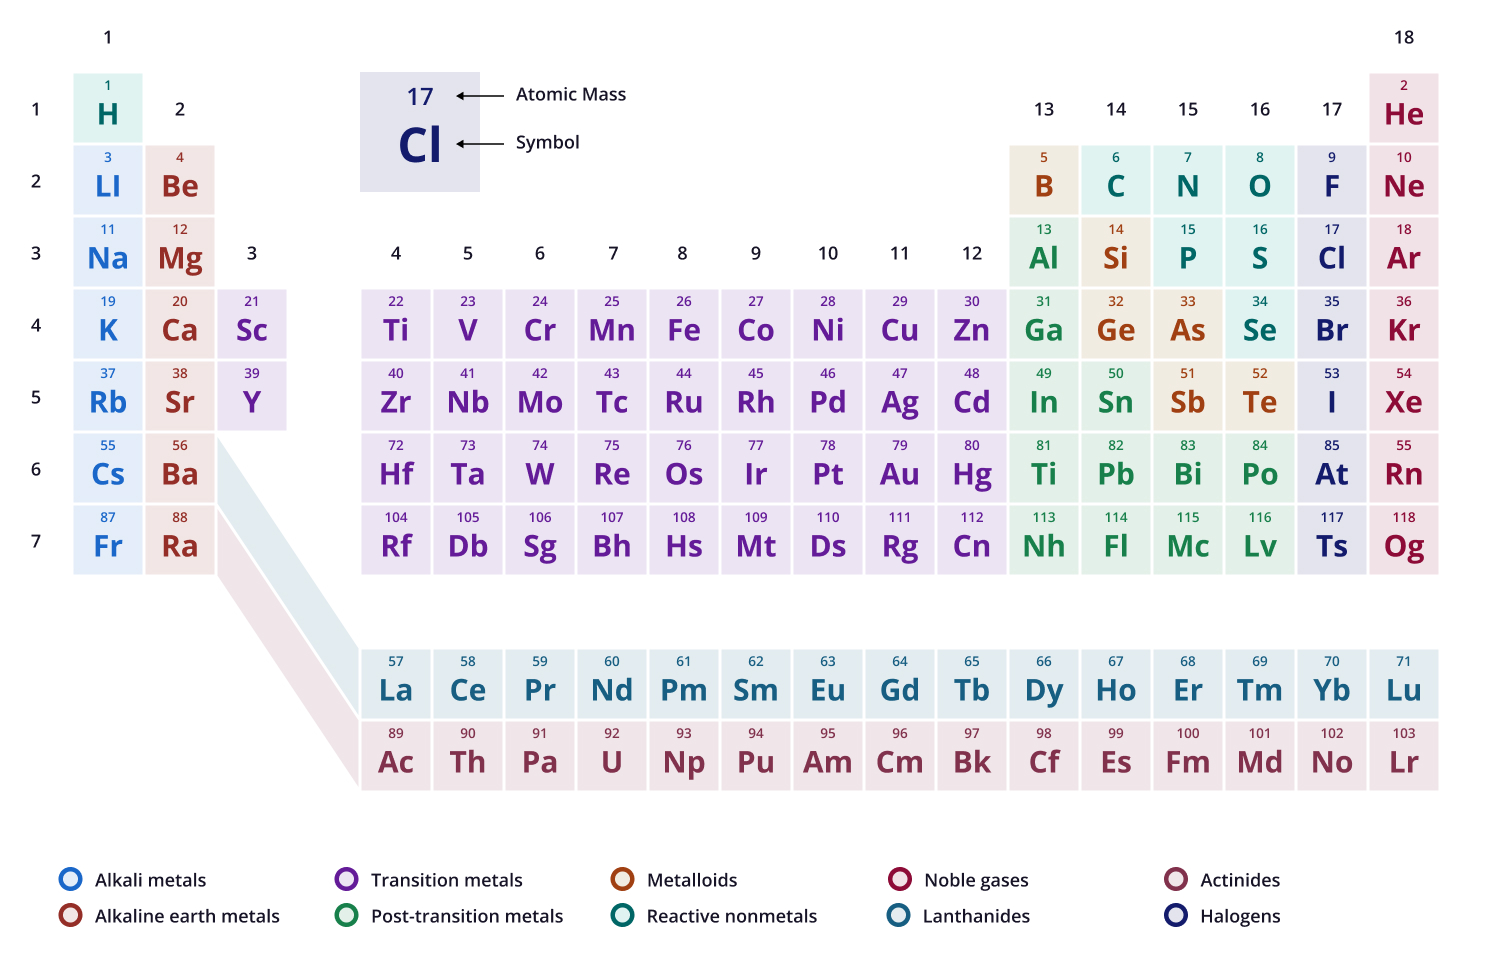 1 18
1
1 2 17 Atomic Mass 13 14 15 16 17 2
H Cl Symbol He
3 4 5 6 7 8 9 10
2 LI Be B C N O F Ne
11 12 13 14 15 16 17 18
3 Na Mg 3 4 5 6 7 8 9 10 11 12 Al Si P S Cl Ar
19 20 21 22 23 24 25 26 27 28 29 30 31 32 33 34 35 36
4 K Ca Sc Ti V Cr Mn Fe Co Ni Cu Zn Ga Ge As Se Br Kr
37 38 39 40 41 42 43 44 45 46 47 48 49 50 51 52 53 54
5 Rb Sr Y Zr Nb Mo Tc Ru Rh Pd Ag Cd In Sn Sb Te I Xe
55 56 72 73 74 75 76 77 78 79 80 81 82 83 84 85 55
6 Cs Ba Hf Ta W Re Os Ir Pt Au Hg Ti Pb Bi Po At Rn
87 88 104 105 106 107 108 109 110 111 112 113 114 115 116 117 118
7 Fr Ra Rf Db Sg Bh Hs Mt Ds Rg Cn Nh Fl Mc Lv Ts Og
57 58 59 60 61 62 63 64 65 66 67 68 69 70 71
La Ce Pr Nd Pm Sm Eu Gd Tb Dy Ho Er Tm Yb Lu
89 90 91 92 93 94 95 96 97 98 99 100 101 102 103
Ac Th Pa U Np Pu Am Cm Bk Cf Es Fm Md No Lr
Alkali metals Transition metals Metalloids Noble gases Actinides
Alkaline earth metals Post-transition metals Reactive nonmetals Lanthanides Halogens